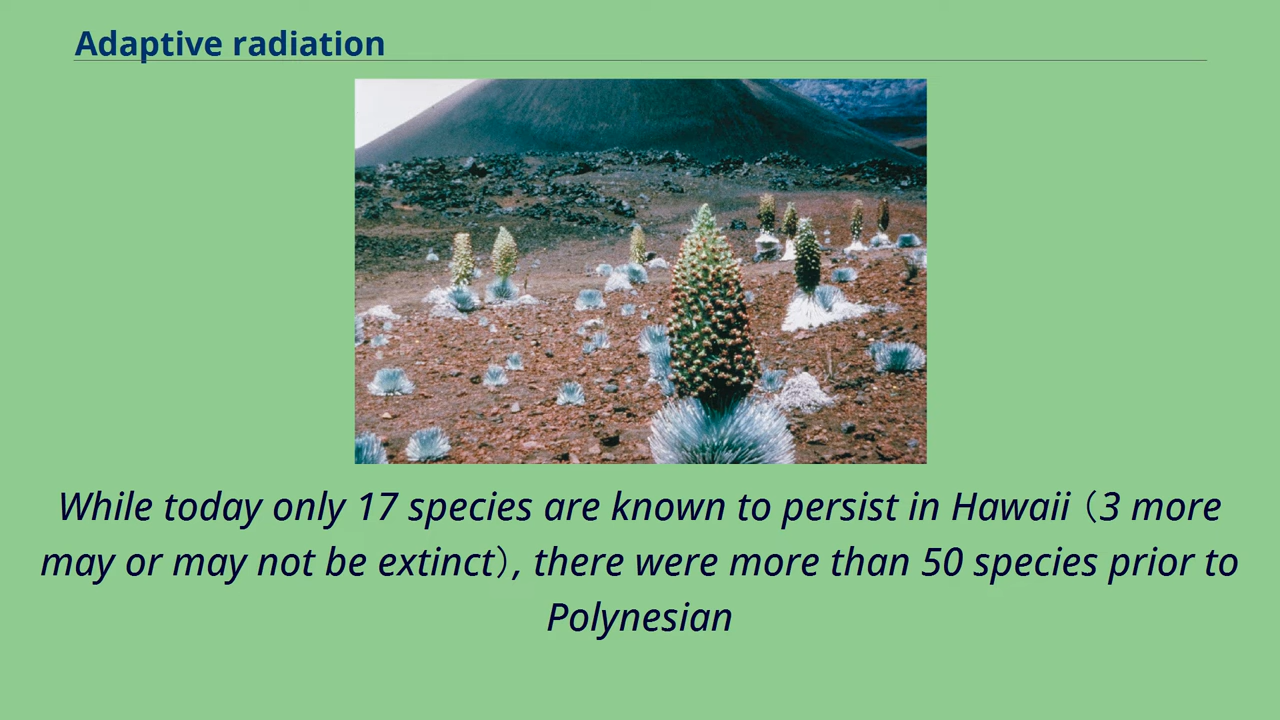 Adaptive radiation
While today only 17 species are known to persist in Hawaii（3 more
may or may not be extinct）, there were more than 50 species prior to
Polynesian